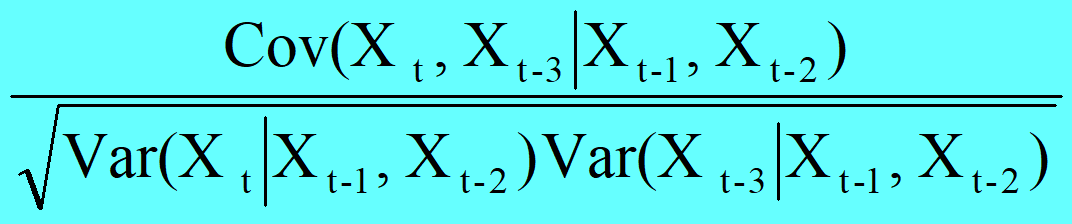 Cov(X t, X t-3|X t-1, X t-2)
√Var(X t|X t-1, X t-2)Var(X t-3|X t-1, X t-2)